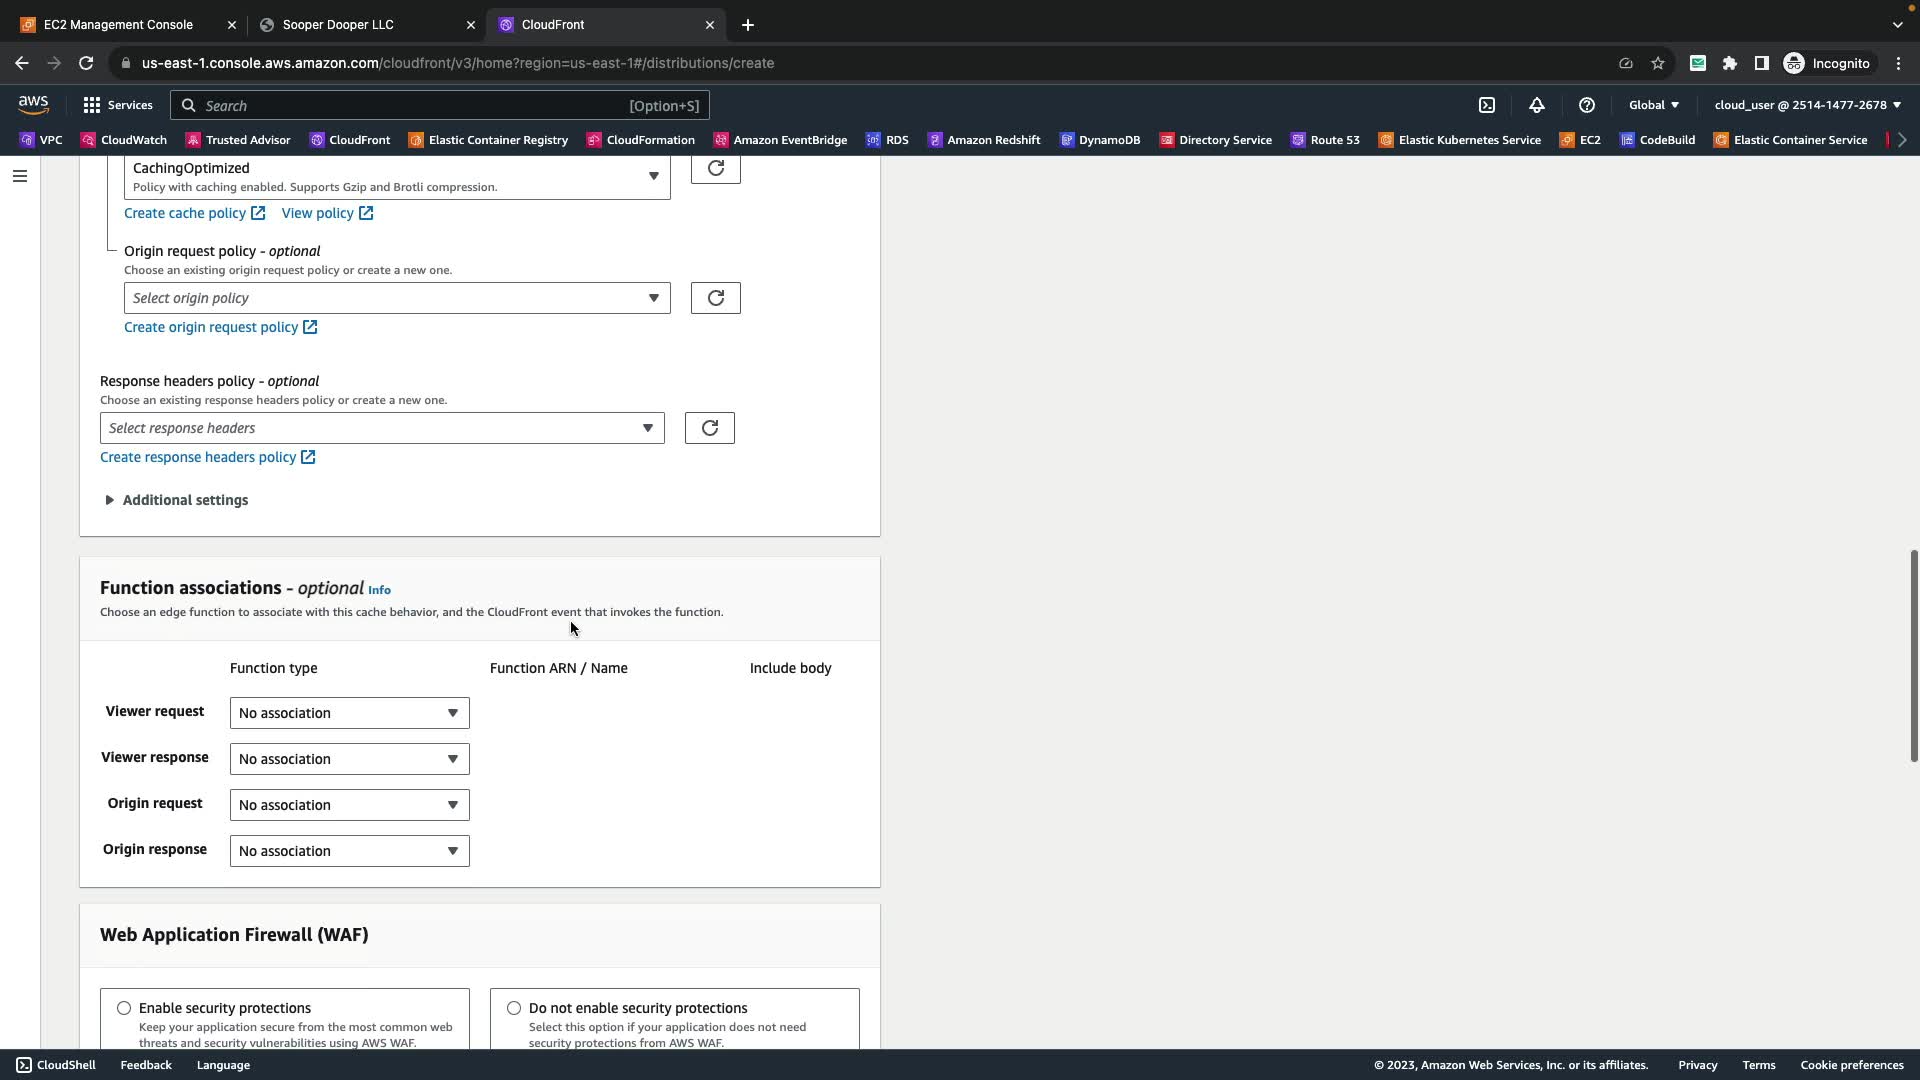 EC2 Management Console
Sooper Dooper LLC
CloudFront
us-east-1.console.aws.amazon.com/cloudfront/v3/home?region=us-east-1#/distributions/create
Incognito
aws
Services
Search
[Option+S]
Global
cloud_user @ 2514-1477-2678
VPC
CloudWatch
Trusted Advisor
CloudFront
Elastic Container Registry
CloudFormation
Amazon EventBridge
RDS
Amazon Redshift
DynamoDB
Directory Service
Route 53
Elastic Kubernetes Service
EC2
CodeBuild
Elastic Container Service
CachingOptimized
Policy with caching enabled. Supports Gzip and Brotli compression.
Create cache policy
View policy
Origin request policy - optional
Choose an existing origin request policy or create a new one.
Select origin policy
Create origin request policy
Response headers policy - optional
Choose an existing response headers policy or create a new one.
Select response headers
Create response headers policy
Additional settings
Function associations - optional Info
Choose an edge function to associate with this cache behavior, and the CloudFront event that invokes the function.
Function type
Function ARN / Name
Include body
Viewer request
No association
Viewer response
No association
Origin request
No association
Origin response
No association
Web Application Firewall (WAF)
Enable security protections
Keep your application secure from the most common web
threats and security vulnerabilities using AWS WAF.
Do not enable security protections
Select this option if your application does not need
security protections from AWS WAF.
CloudShell
Feedback
Language
© 2023, Amazon Web Services, Inc. or its affiliates.
Privacy
Terms
Cookie preferences